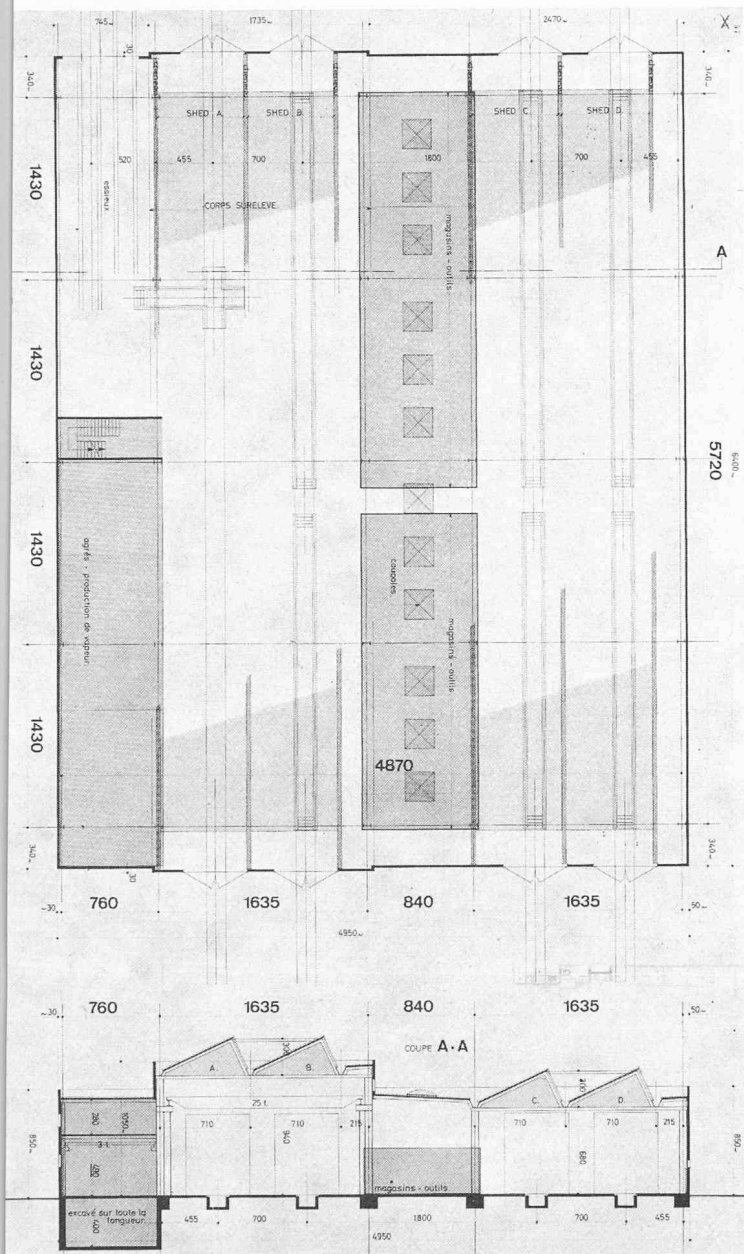 745
1735
2470
30
340
340
chemineau
SHED A.
SHED B.
SHED C.
SHED D.
520
455
700
1800
700
455
1430
essieux
CORPS SURELEVE.
magasins - outils.
A
1430
5720
6400
1430
agrès - production de vapeur.
coupoles.
magasins - outils
1430
4870
340
340
30
~30
760
1635
840
1635
50
4950
~30
760
1635
840
1635
50
COUPE A-A
300
A.
B.
200
C.
D.
25 t.
280
1050
710
710
215
710
710
215
850
3 t.
940
680
850
480
magasins - outils.
excavé sur toute la
longueur.
400
455
700
1800
700
455
4950